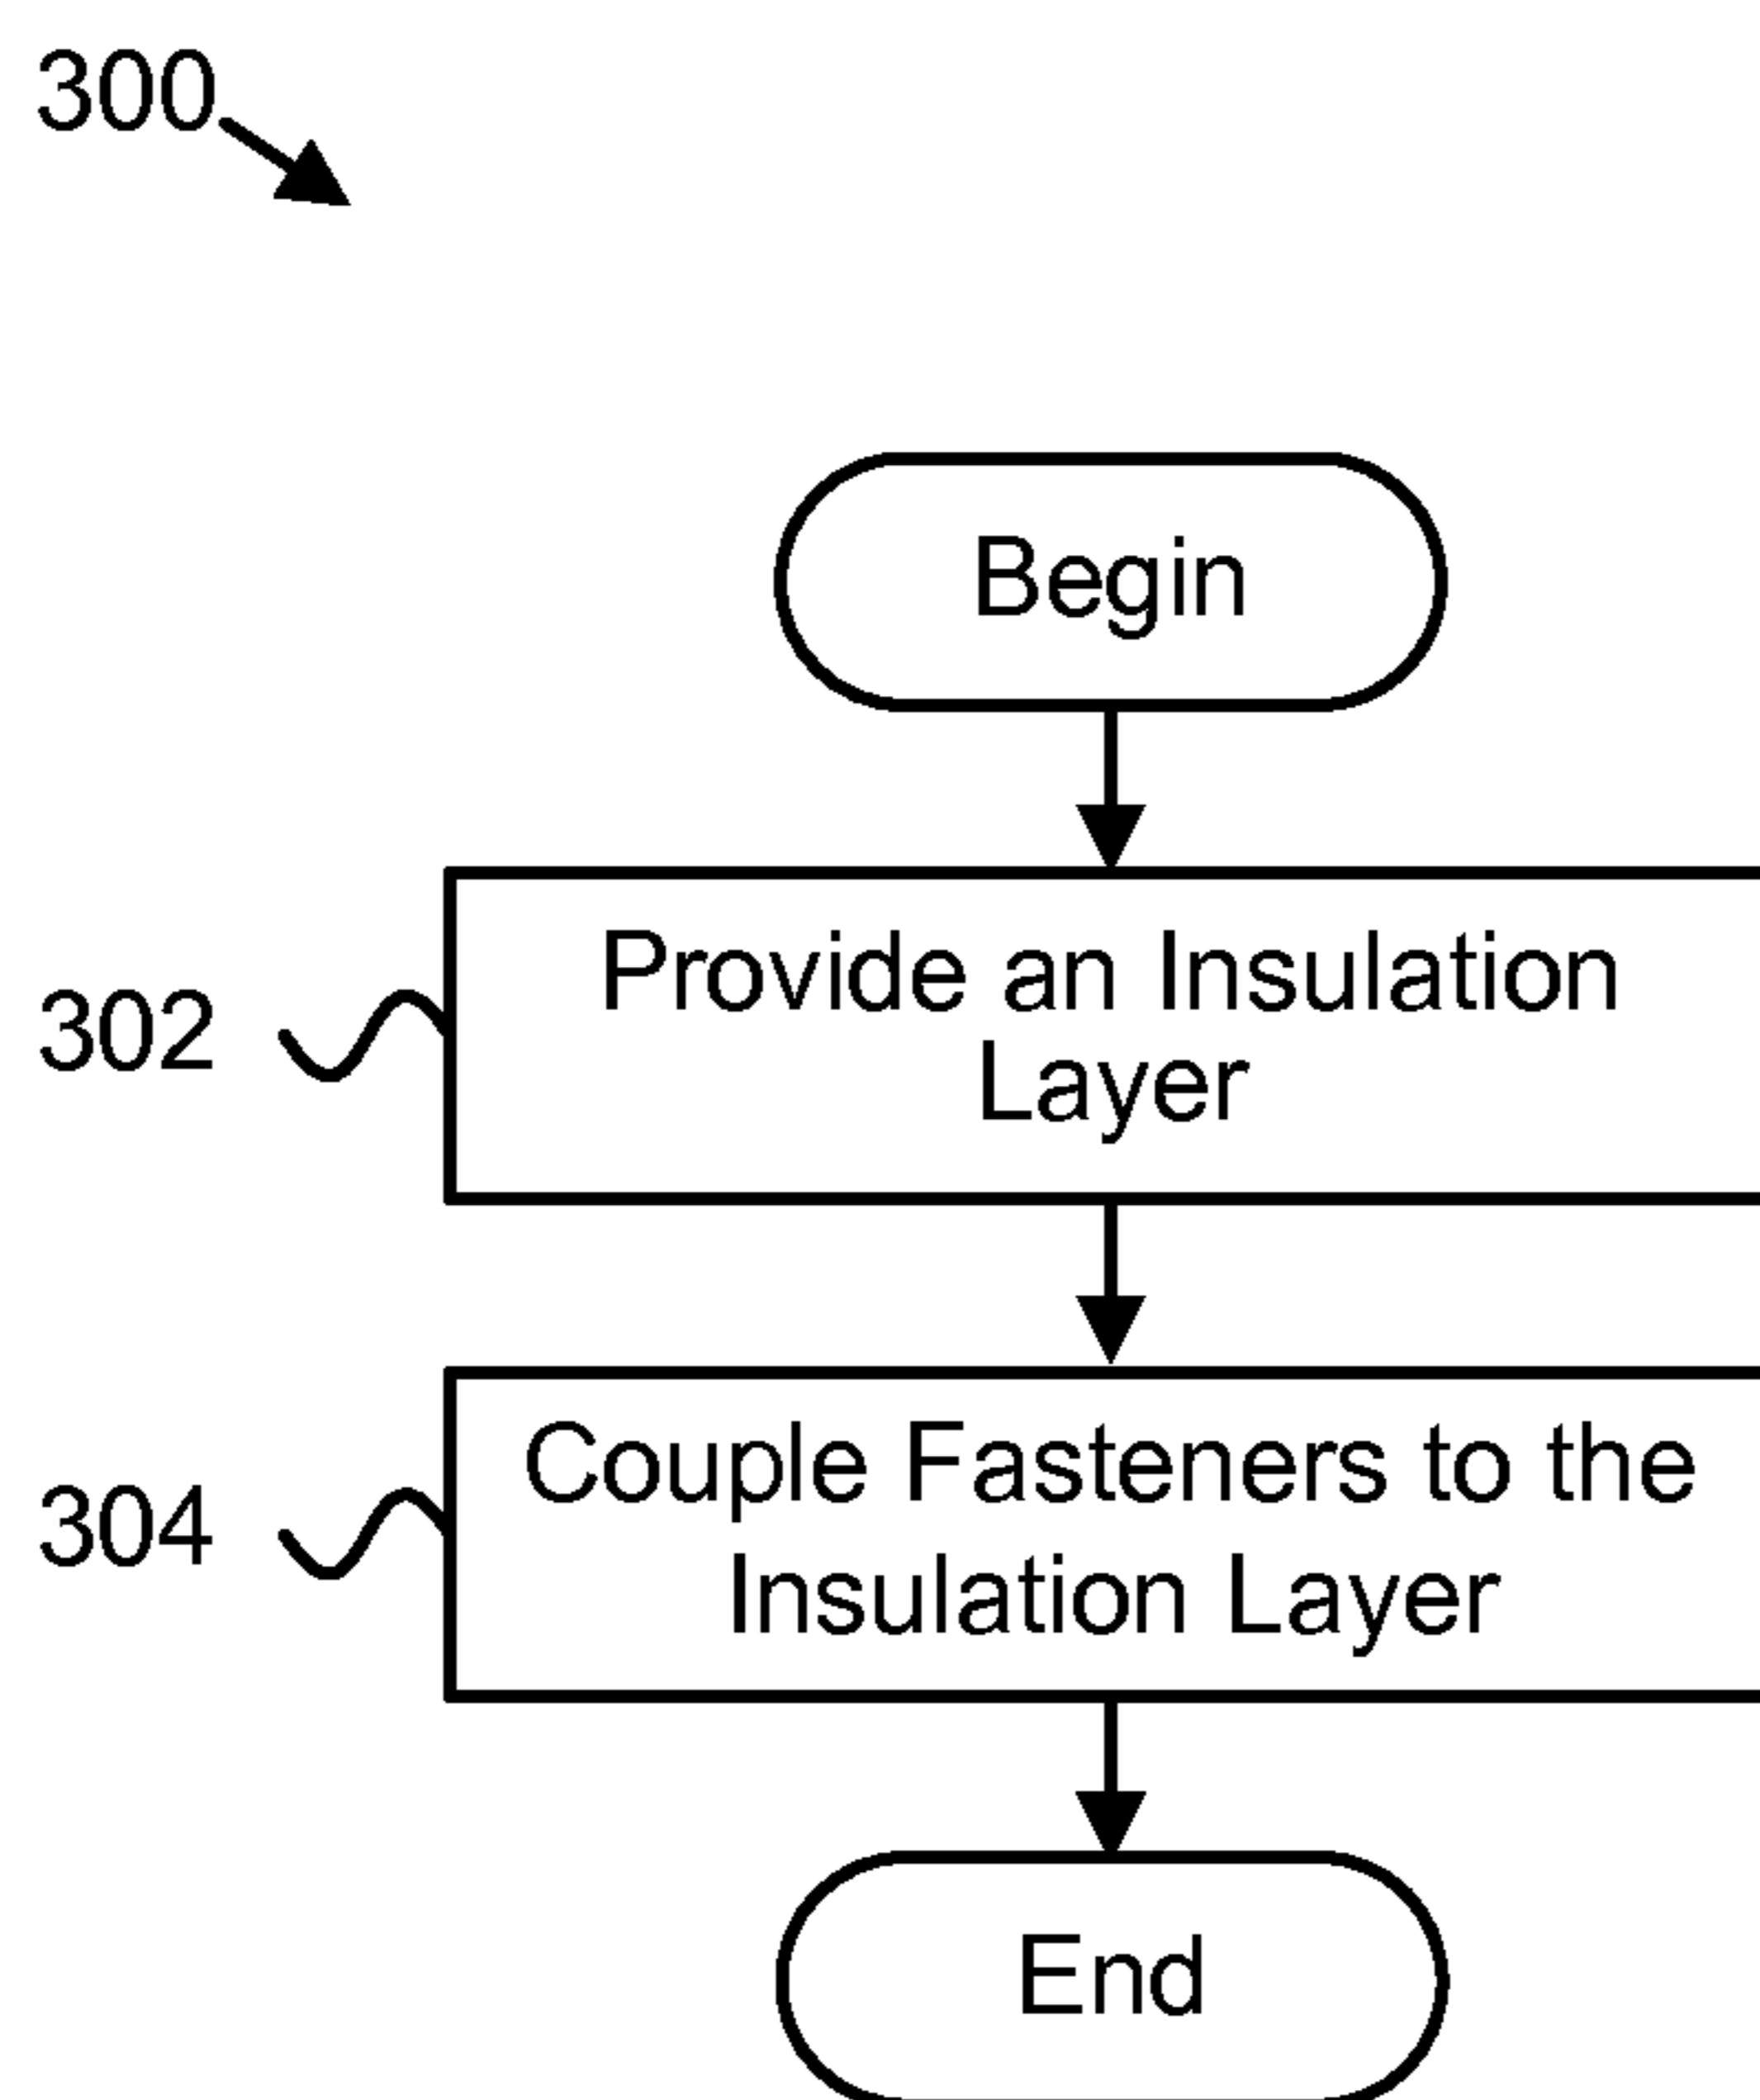 300
Begin
302
Provide an Insulation
Layer
304
Couple Fasteners to the
Insulation Layer
End